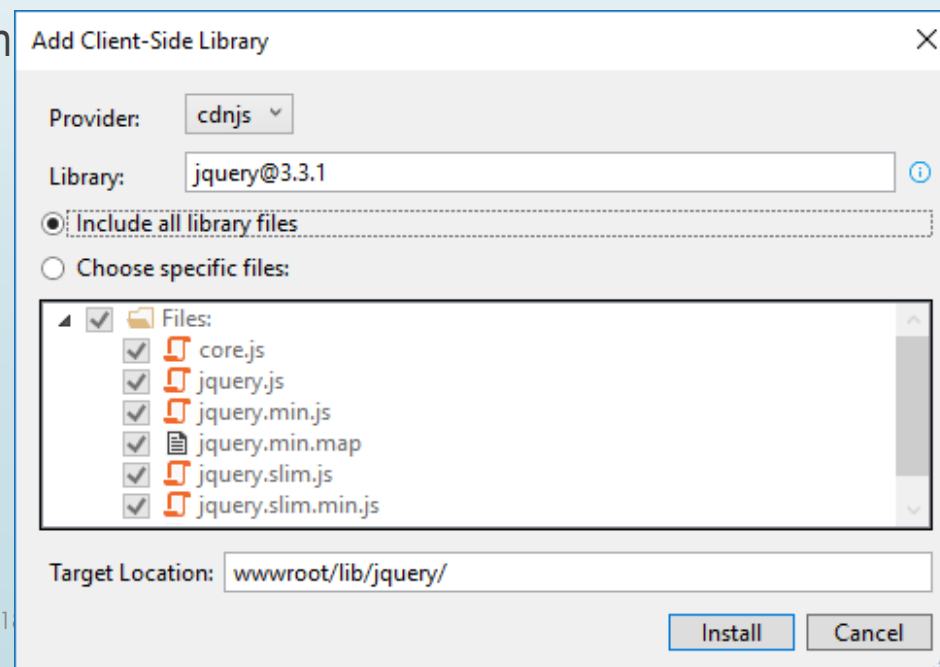 Add Client-Side Library
Provider: cdnjs
Library: jquery@3.3.1
Include all library files
Choose specific files:
Files:
core.js
jquery.js
jquery.min.js
jquery.min.map
jquery.slim.js
jquery.slim.min.js
Target Location: wwwroot/lib/jquery/
Install Cancel